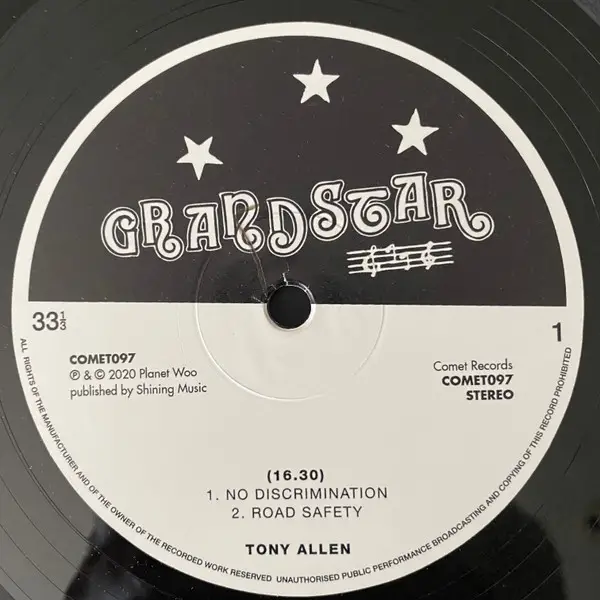 GRANDSTAR
33 1/3
1
COMET097
℗ & © 2020 Planet Woo
published by Shining Music
Comet Records
COMET097
STEREO
(16.30)
1. NO DISCRIMINATION
2. ROAD SAFETY
TONY ALLEN
ALL RIGHTS OF THE MANUFACTURER AND OF THE OWNER OF THE RECORDED WORK RESERVED UNAUTHORISED PUBLIC PERFORMANCE BROADCASTING AND COPYING OF THIS RECORD PROHIBITED